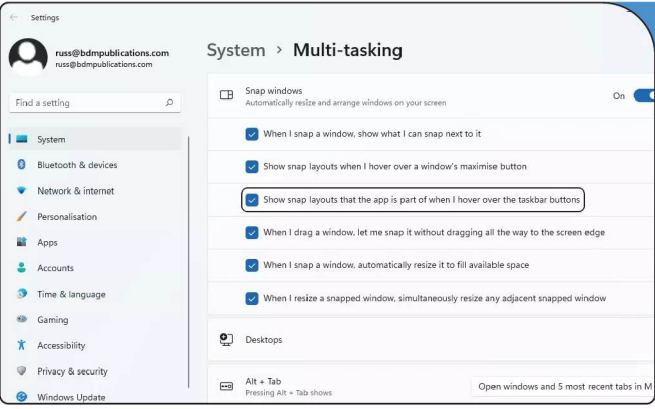 Settings
russ@bdmpublications.com
russ@bdmpublications.com
Find a setting
System
Bluetooth & devices
Network & internet
Personalisation
Apps
Accounts
Time & language
Gaming
Accessibility
Privacy & security
Windows Update
System > Multi-tasking
Snap windows
Automatically resize and arrange windows on your screen
On
When I snap a window, show what I can snap next to it
Show snap layouts when I hover over a window's maximise button
Show snap layouts that the app is part of when I hover over the taskbar buttons
When I drag a window, let me snap it without dragging all the way to the screen edge
When I snap a window, automatically resize it to fill available space
When I resize a snapped window, simultaneously resize any adjacent snapped window
Desktops
Alt + Tab
Pressing Alt + Tab shows
Open windows and 5 most recent tabs in M